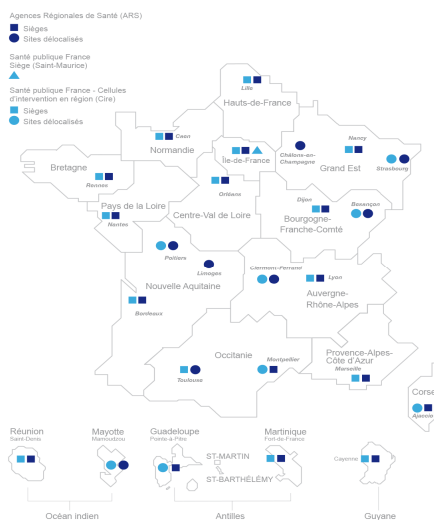 Agences Régionales de Santé (ARS)
Sièges
Sites délocalisés
Santé publique France
Siège (Saint-Maurice)
Santé publique France - Cellules
d'intervention en région (Cire)
Sièges
Sites délocalisés
Lille
Hauts-de-France
Caen
Normandie
Ile-de-France
Châlons-en-
Champagne
Nancy
Grand Est
Strasbourg
Bretagne
Rennes
Orléans
Pays de la Loire
Nantes
Centre-Val de Loire
Dijon
Besançon
Bourgogne-
Franche-Comté
Poitiers
Limoges
Clermont-Ferrand
Lyon
Nouvelle Aquitaine
Auvergne-
Rhône-Alpes
Bordeaux
Occitanie
Toulouse
Montpellier
Provence-Alpes-
Côte d'Azur
Marseille
Corse
Ajaccio
Réunion
Saint-Denis
Mayotte
Mamoudzou
Guadeloupe
Pointe-à-Pitre
ST-MARTIN
ST-BARTHÉLÉMY
Martinique
Fort-de-France
Cayenne
Océan indien
Antilles
Guyane